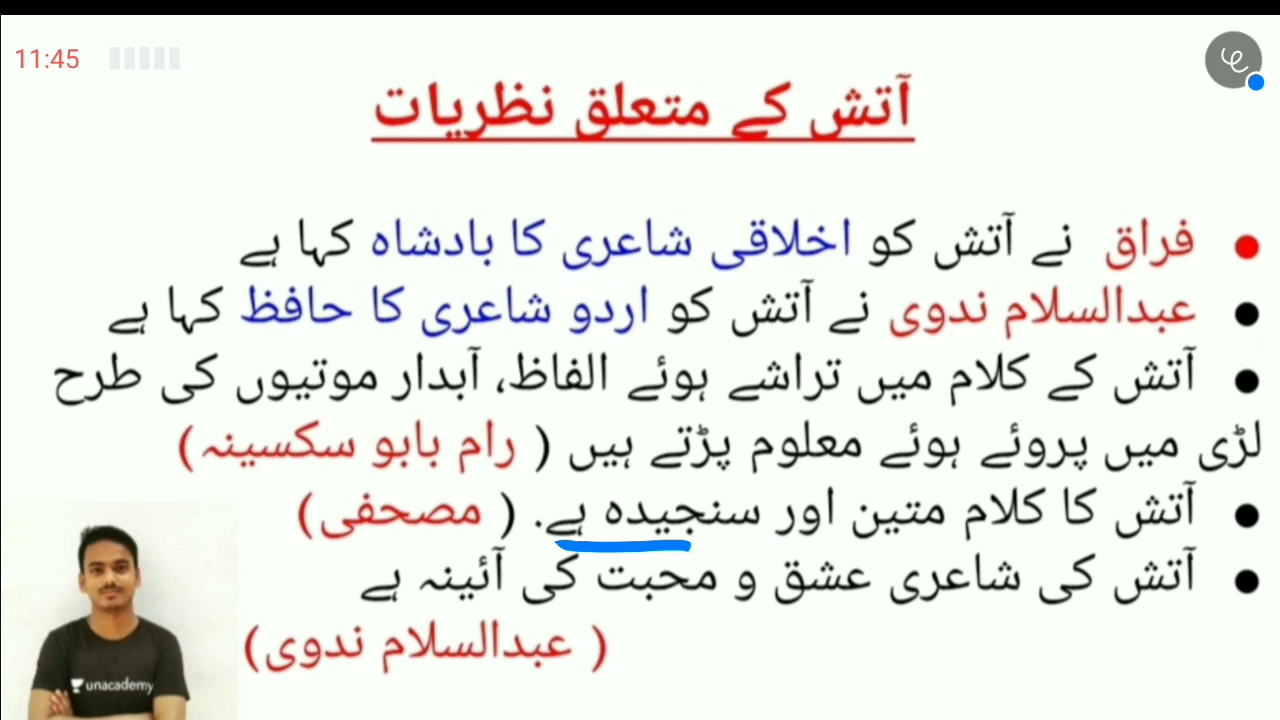 11:45
آتش کے متعلق نظریات
● فراق نے آتش کو اخلاقی شاعری کا بادشاہ کہا ہے
● عبدالسلام ندوی نے آتش کو اردو شاعری کا حافظ کہا ہے
● آتش کے کلام میں تراشے ہوئے الفاظ، آبدار موتیوں کی طرح
لڑی میں پروئے ہوئے معلوم پڑتے ہیں ( رام بابو سکسینہ)
● آتش کا کلام متین اور سنجیدہ ہے. ( مصحفی)
● آتش کی شاعری عشق و محبت کی آئینہ ہے
( عبدالسلام ندوی)
unacademy